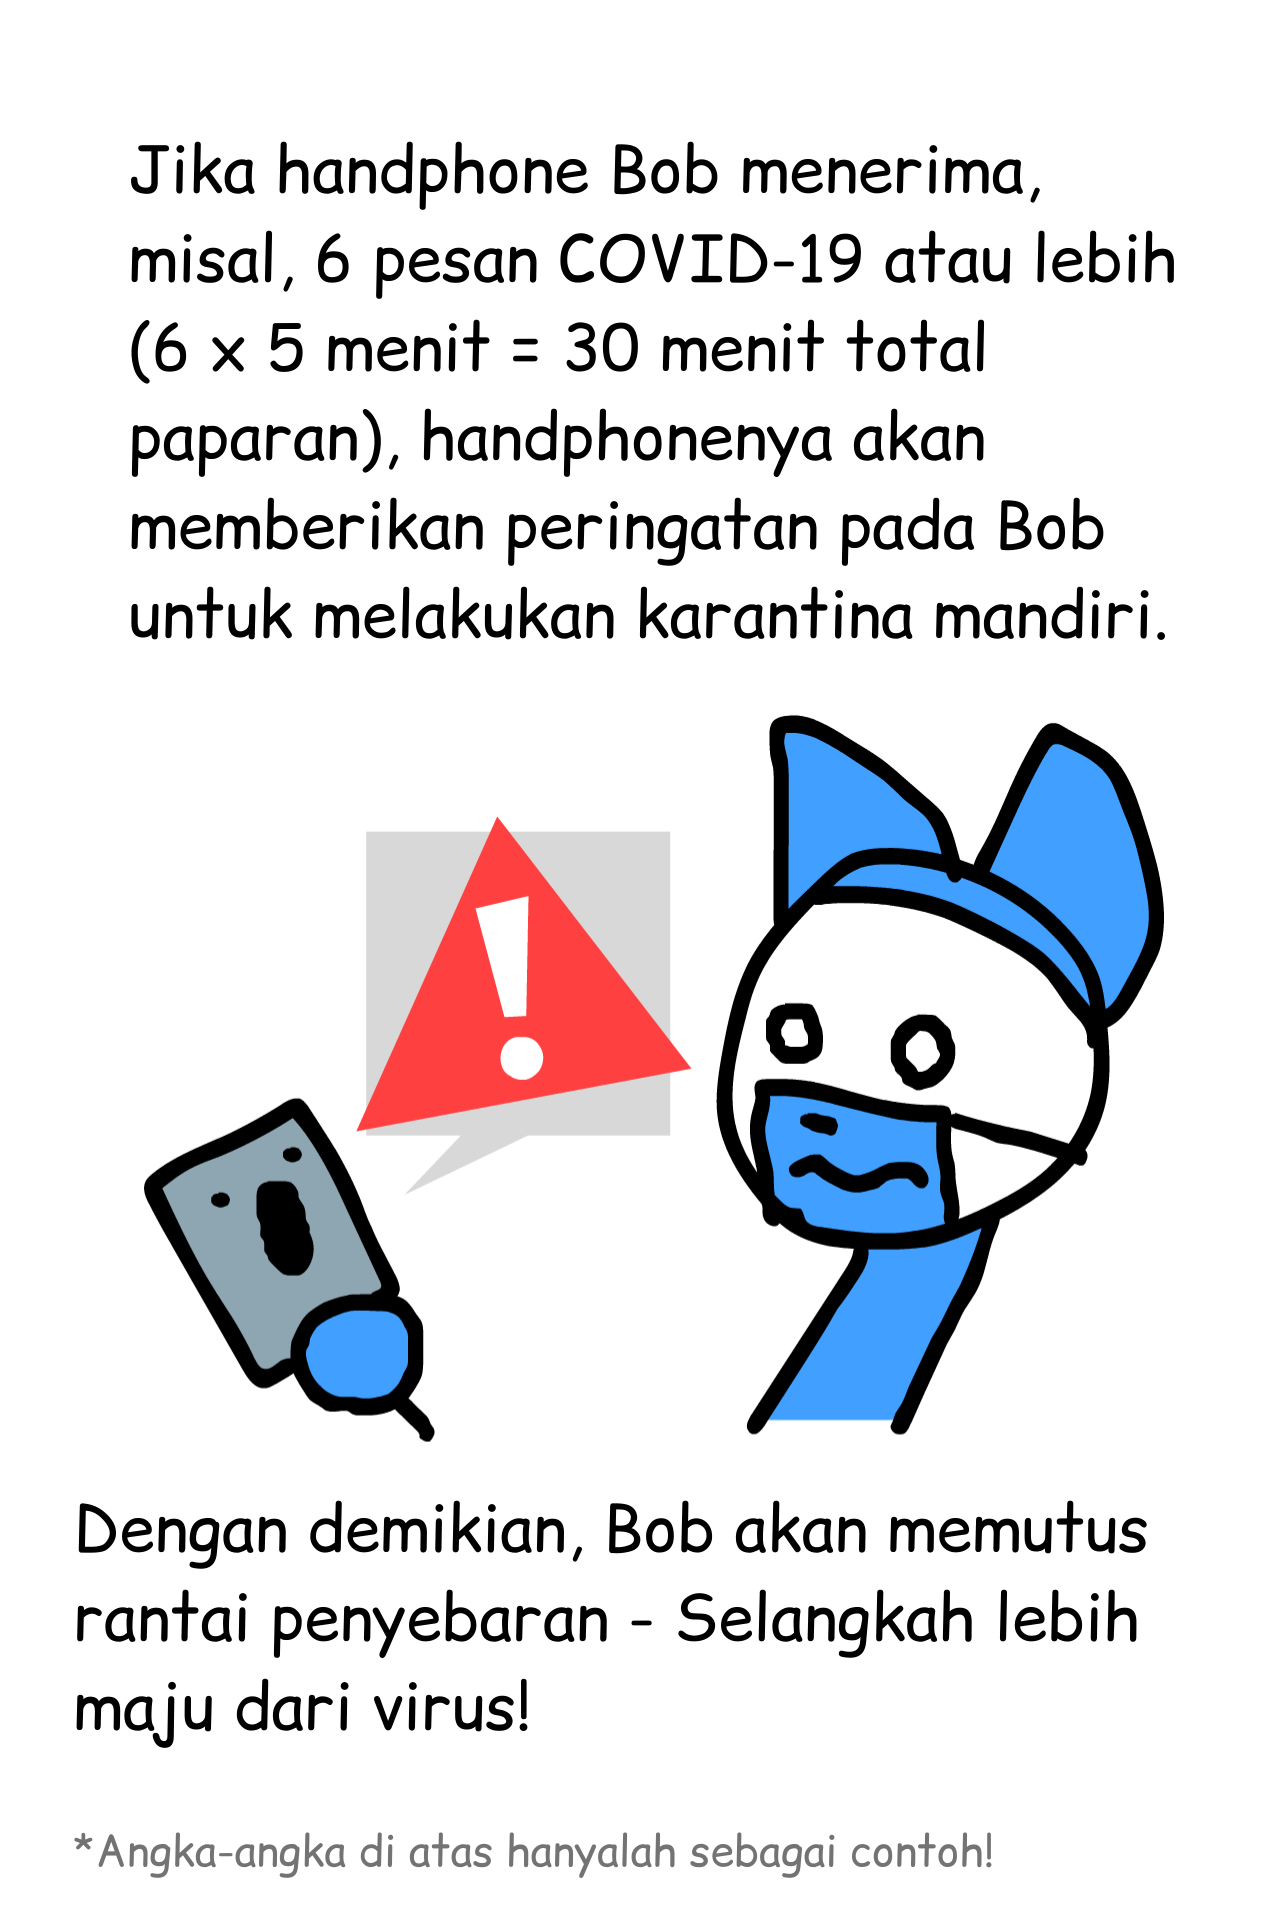 Jika handphone Bob menerima,
misal, 6 pesan COVID-19 atau lebih
(6 x 5 menit = 30 menit total
paparan), handphonenya akan
memberikan peringatan pada Bob
untuk melakukan karantina mandiri.
!
Dengan demikian, Bob akan memutus
rantai penyebaran - Selangkah lebih
maju dari virus!
*Angka-angka di atas hanyalah sebagai contoh!